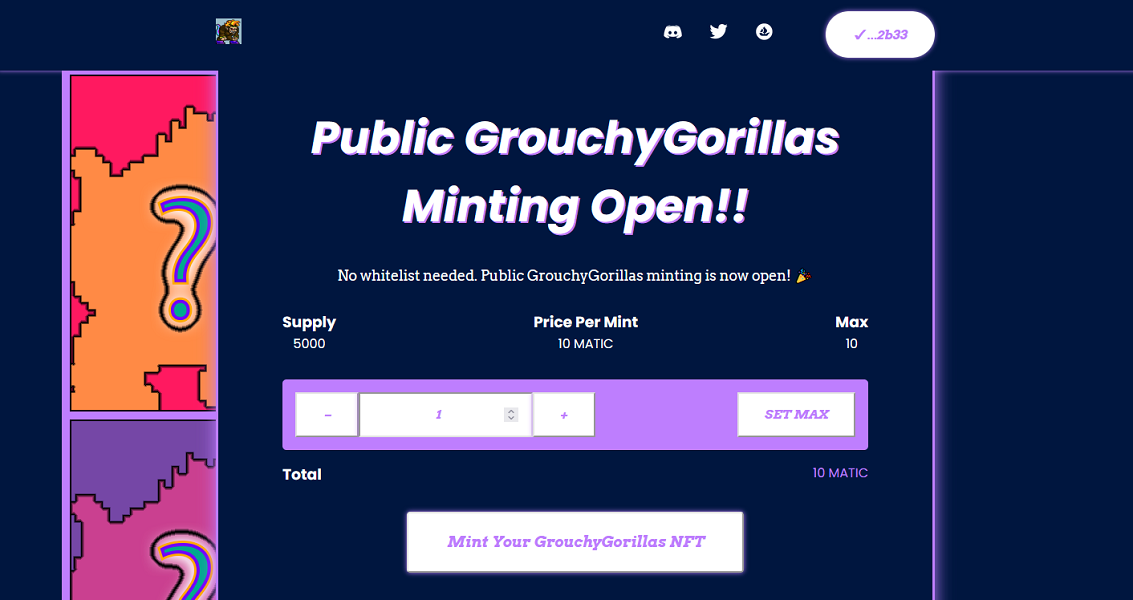 ✓...2b33
Public GrouchyGorillas
Minting Open!!
No whitelist needed. Public GrouchyGorillas minting is now open! 🎉
Supply Price Per Mint Max
5000 10 MATIC 10
- 1 + SET MAX
Total 10 MATIC
Mint Your GrouchyGorillas NFT